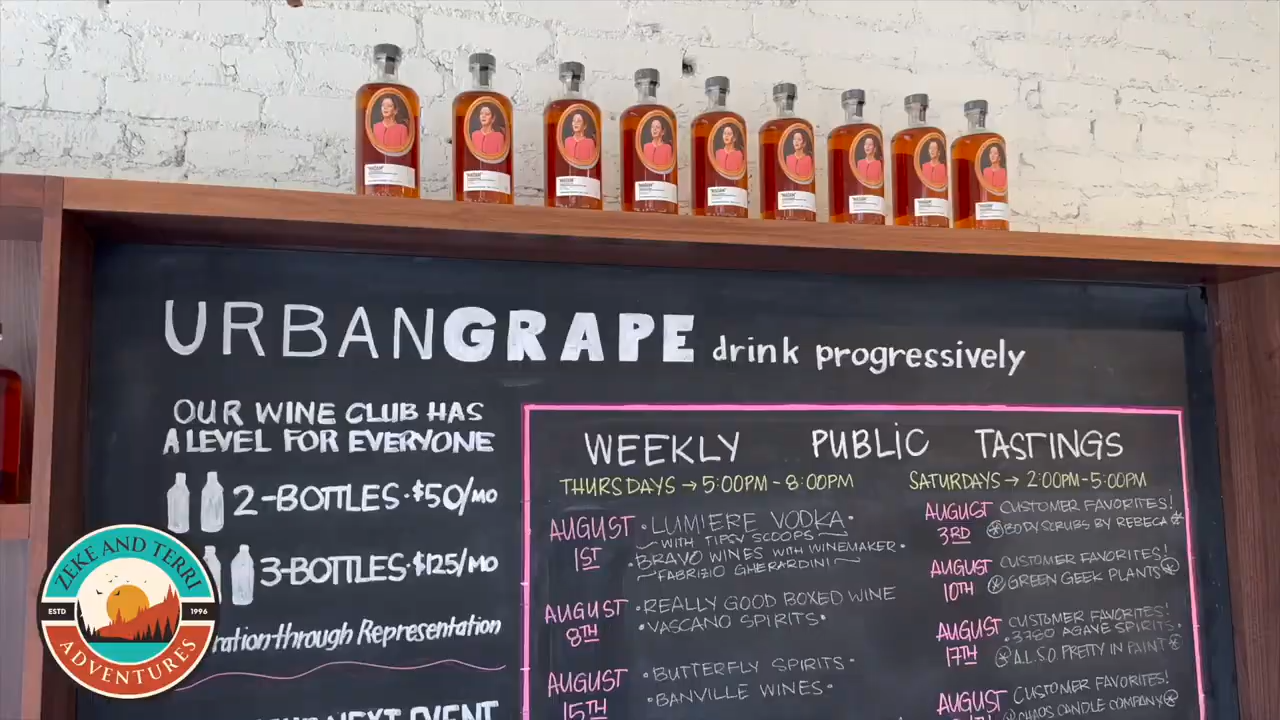 URBANGRAPE drink progressively
OUR WINE CLUB HAS
A LEVEL FOR EVERYONE
2-BOTTLES·$50/MO
3-BOTTLES·$125/MO
ration through Representation
NEXT EVENT
WEEKLY PUBLIC TASTINGS
THURSDAYS → 5:00PM - 8:00PM
AUGUST 1ST
• LUMIERE VODKA •
WITH TIPSY SCOOPS
• BRAVO WINES WITH WINEMAKER •
FABRIZIO GHERARDINI
AUGUST 8TH
• REALLY GOOD BOXED WINE
• VASCANO SPIRITS •
AUGUST 15TH
• BUTTERFLY SPIRITS •
• BANVILLE WINES •
SATURDAYS → 2:00PM-5:00PM
AUGUST 3RD
CUSTOMER FAVORITES!
BODY SCRUBS BY REBECA
AUGUST 10TH
CUSTOMER FAVORITES!
GREEN GEEK PLANTS
AUGUST 17TH
CUSTOMER FAVORITES!
• 3780 AGAVE SPIRITS •
A.L.S.O. PRETTY IN PAINT
AUGUST
CUSTOMER FAVORITES!
CHAOS CANDLE COMPANY
ZEKE AND TERRI
ESTD 1996
ADVENTURES